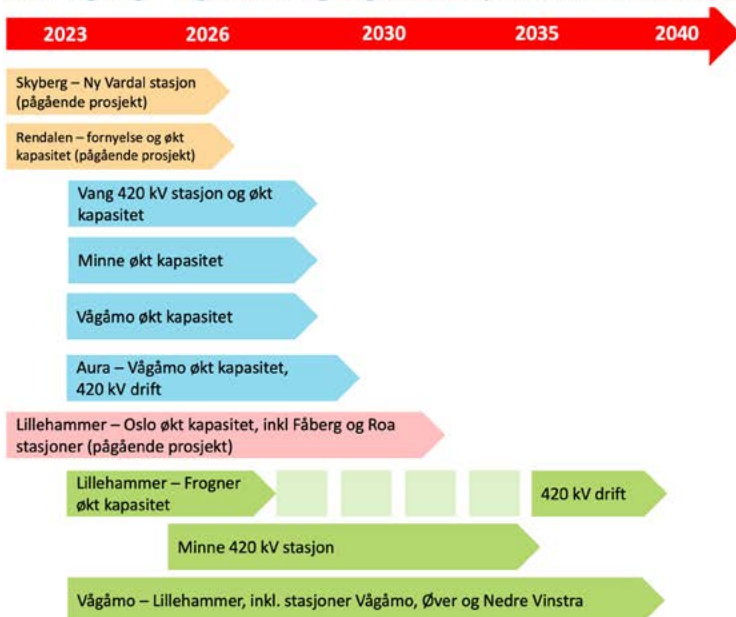 2023 2026 2030 2035 2040
Skyberg – Ny Vardal stasjon
(pågående prosjekt)
Rendalen – fornyelse og økt
kapasitet (pågående prosjekt)
Vang 420 kV stasjon og økt
kapasitet
Minne økt kapasitet
Vågåmo økt kapasitet
Aura – Vågåmo økt kapasitet,
420 kV drift
Lillehammer – Oslo økt kapasitet, inkl Fåberg og Roa
stasjoner (pågående prosjekt)
Lillehammer – Frogner
økt kapasitet
420 kV drift
Minne 420 kV stasjon
Vågåmo – Lillehammer, inkl. stasjoner Vågåmo, Øver og Nedre Vinstra